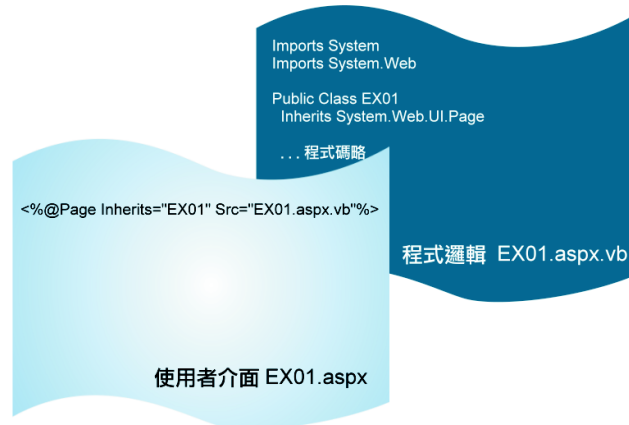 Imports System
Imports System.Web
Public Class EX01
Inherits System.Web.UI.Page
...程式碼略
<%@Page Inherits="EX01" Src="EX01.aspx.vb"%>
程式邏輯 EX01.aspx.vb
使用者介面 EX01.aspx